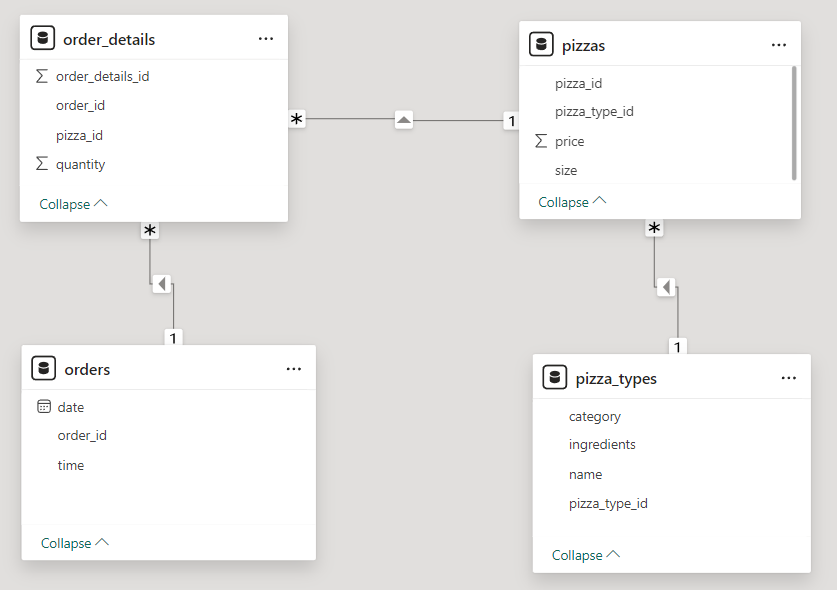 order_details
...
order_details_id
order_id
pizza_id
quantity
Collapse
*
1
pizzas
...
pizza_id
pizza_type_id
price
size
Collapse
*
1
orders
...
date
order_id
time
Collapse
*
1
pizza_types
...
category
ingredients
name
pizza_type_id
Collapse